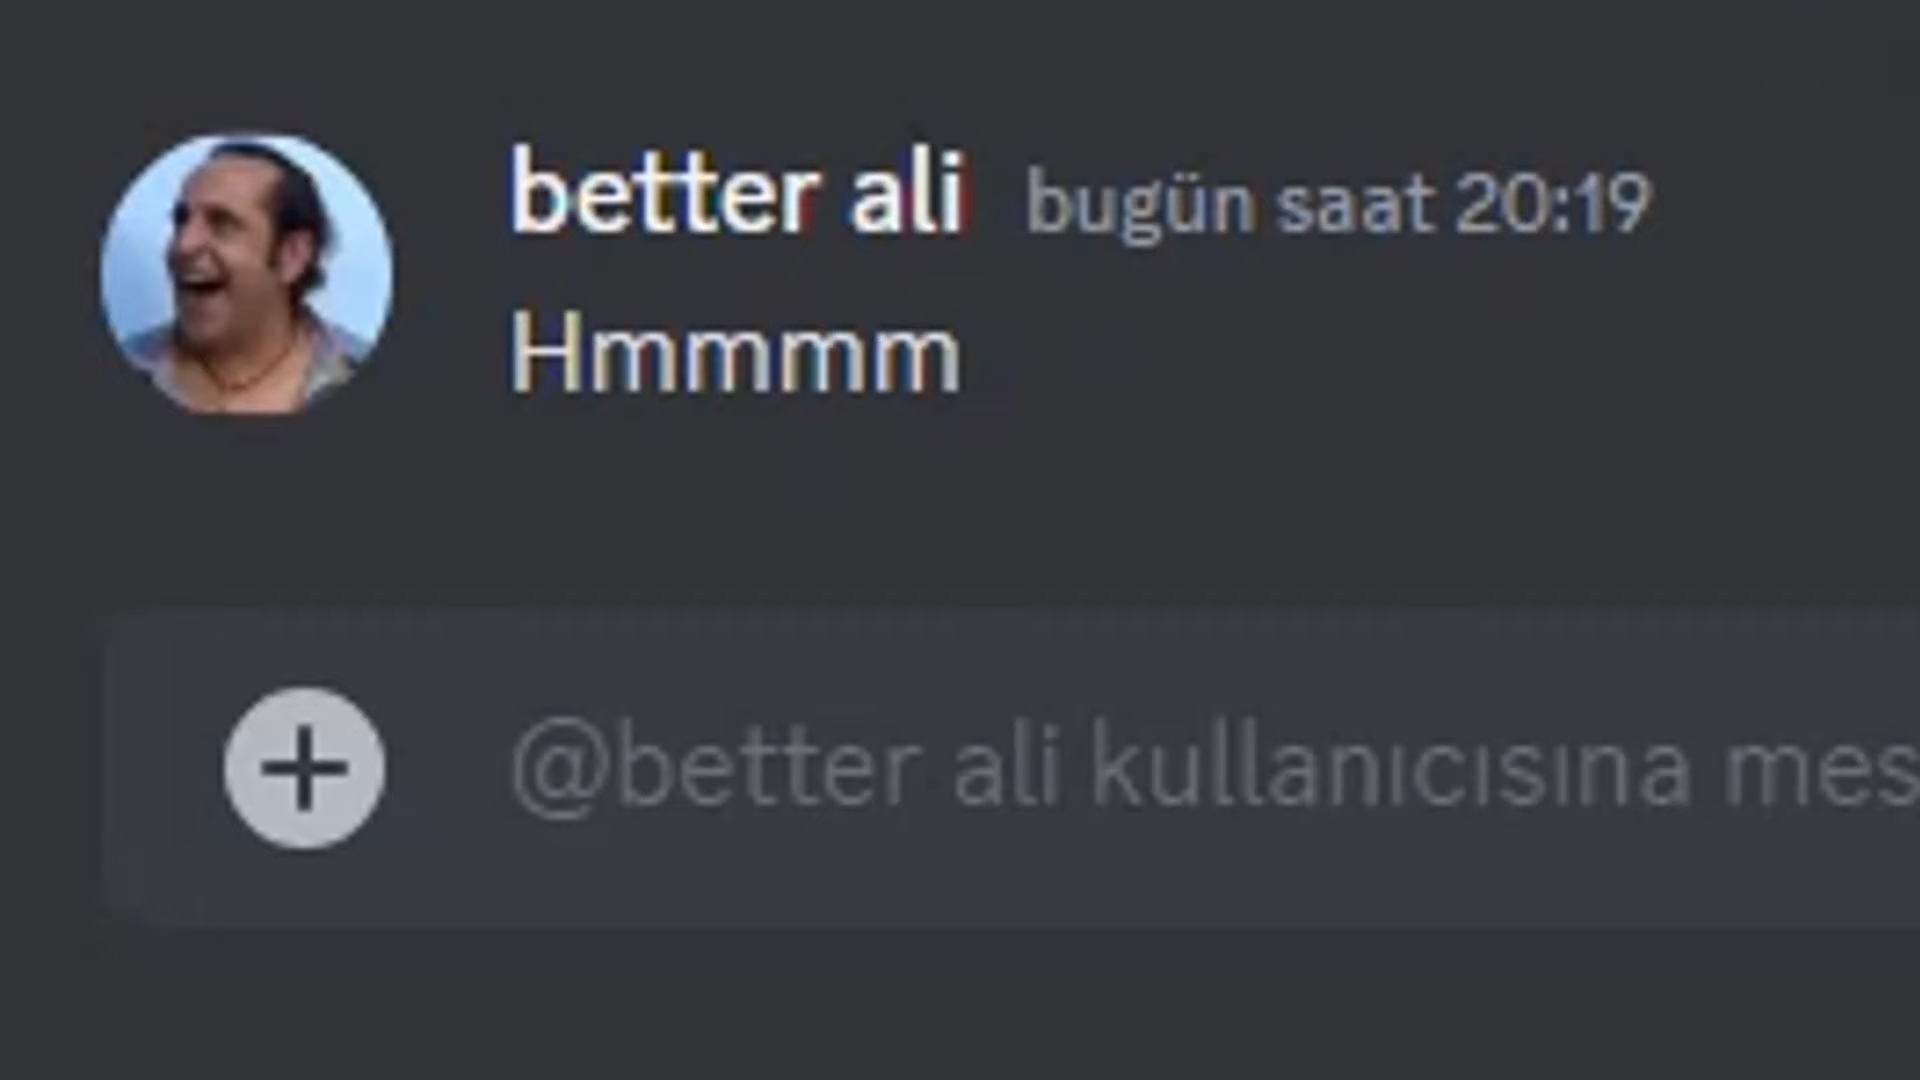 better ali bugün saat 20:19
Hmmmm
@better ali kullanıcısına mes